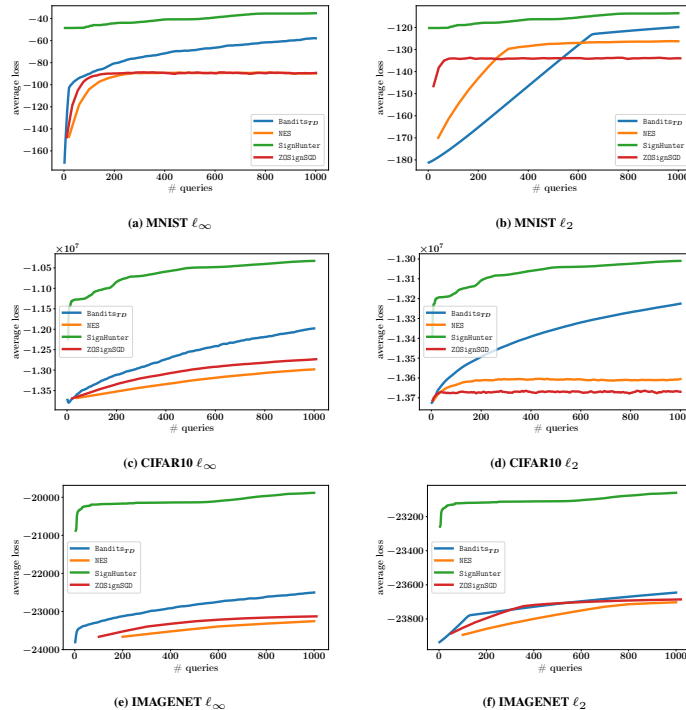 −40
−60
−80
−100
−120
−140
−160
average loss
0 200 400 600 800 1000
# queries
BanditsTD
NES
SignHunter
ZOSignSGD
(a) MNIST ℓ∞
−120
−130
−140
−150
−160
−170
−180
average loss
0 200 400 600 800 1000
# queries
BanditsTD
NES
SignHunter
ZOSignSGD
(b) MNIST ℓ2
×10^7
−1.05
−1.10
−1.15
−1.20
−1.25
−1.30
−1.35
average loss
0 200 400 600 800 1000
# queries
BanditsTD
NES
SignHunter
ZOSignSGD
(c) CIFAR10 ℓ∞
×10^7
−1.30
−1.31
−1.32
−1.33
−1.34
−1.35
−1.36
−1.37
average loss
0 200 400 600 800 1000
# queries
BanditsTD
NES
SignHunter
ZOSignSGD
(d) CIFAR10 ℓ2
−20000
−21000
−22000
−23000
−24000
average loss
0 200 400 600 800 1000
# queries
BanditsTD
NES
SignHunter
ZOSignSGD
(e) IMAGENET ℓ∞
−23200
−23400
−23600
−23800
average loss
0 200 400 600 800 1000
# queries
BanditsTD
NES
SignHunter
ZOSignSGD
(f) IMAGENET ℓ2